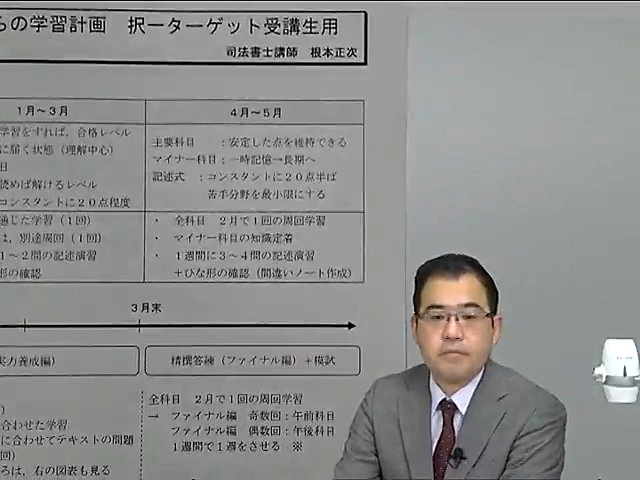 らの学習計画 択一ターゲット受講生用
司法書士講師 根本正次
1月～3月
学習をすれば，合格レベル
に届く状態（理解中心）
日
読めば解けるレベル
コンスタントに２０点程度
通じた学習（１回）
は，別途周回（１回）
１～２問の記述演習
形の確認
4月～5月
主要科目 ：安定した点を維持できる
マイナー科目：一時記憶→長期へ
記述式 ：コンスタントに２０点半ば
苦手分野を最小限にする
・ 全科目 ２月で１回の周回学習
・ マイナー科目の知識定着
・ １週間に３～４問の記述演習
＋ひな形の確認（間違いノート作成）
３月末
実力養成編）
精撰答練（ファイナル編）＋模試
）
合わせた学習
に合わせてテキストの問題
回）
ろは，右の図表も見る
全科目 ２月で１回の周回学習
→ ファイナル編 奇数回：午前科目
ファイナル編 偶数回：午後科目
１週間で１週をさせる ※